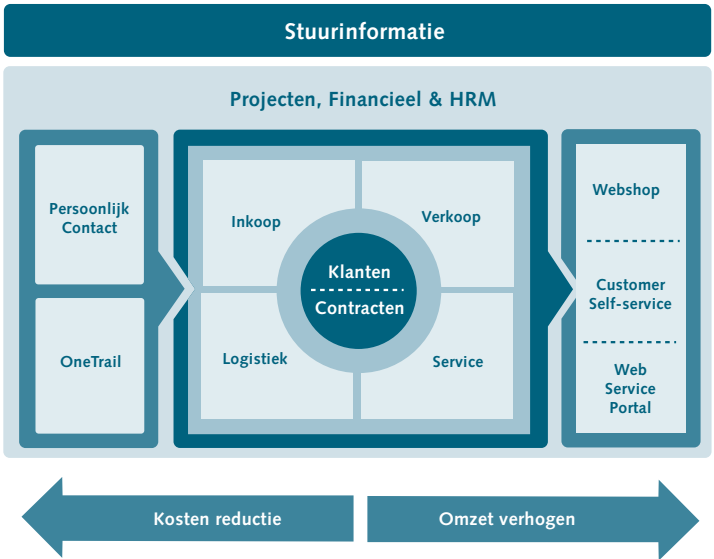 Stuurinformatie
Projecten, Financieel & HRM
Persoonlijk
Contact
OneTrail
Inkoop
Verkoop
Klanten
Contracten
Logistiek
Service
Webshop
Customer
Self-service
Web
Service
Portal
Kosten reductie
Omzet verhogen